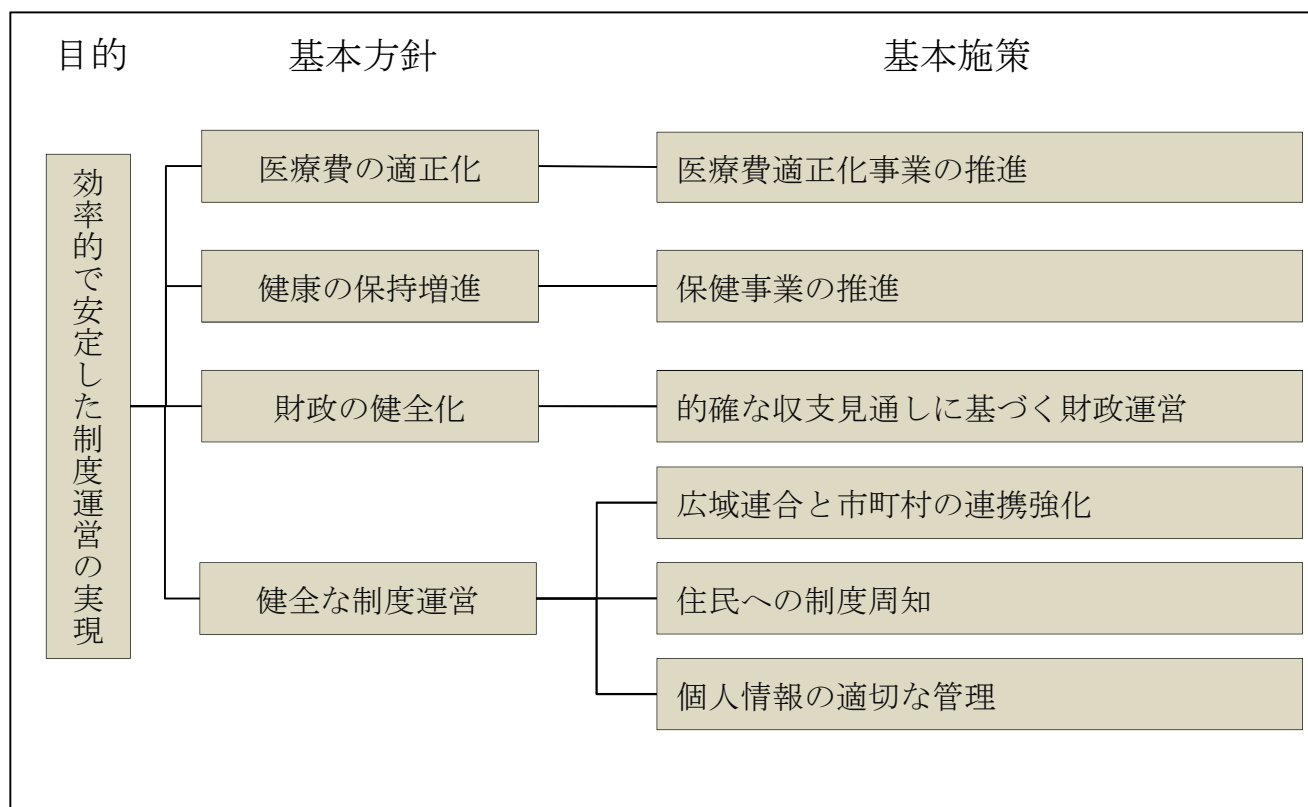 目的
基本方針
基本施策
効率的で安定した制度運営の実現
医療費の適正化
医療費適正化事業の推進
健康の保持増進
保健事業の推進
財政の健全化
的確な収支見通しに基づく財政運営
健全な制度運営
広域連合と市町村の連携強化
住民への制度周知
個人情報の適切な管理